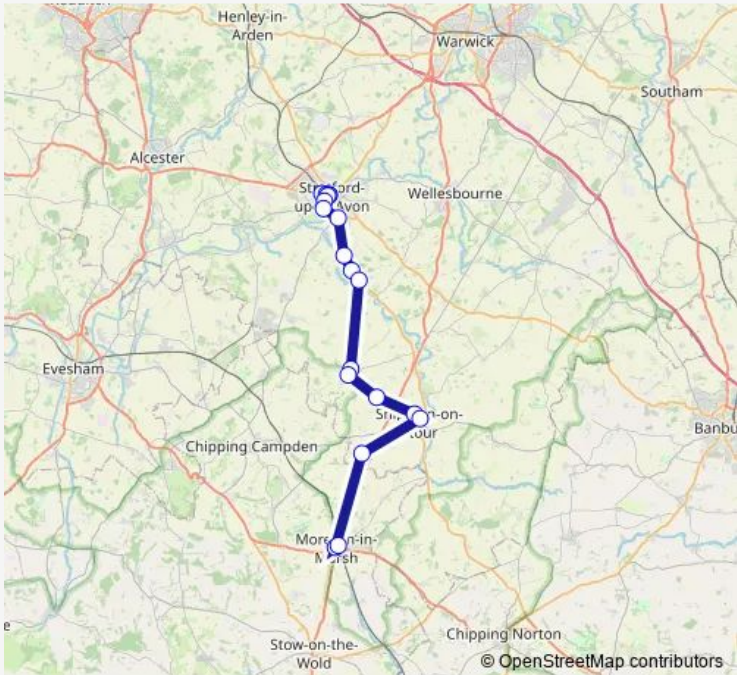 Henley-in-
Arden
Warwick
Southam
Alcester
Wellesbourne
Evesham
Chipping Campden
Banbu
Stow-on-the-
Wold
Chipping Norton
© OpenStreetMap contributors